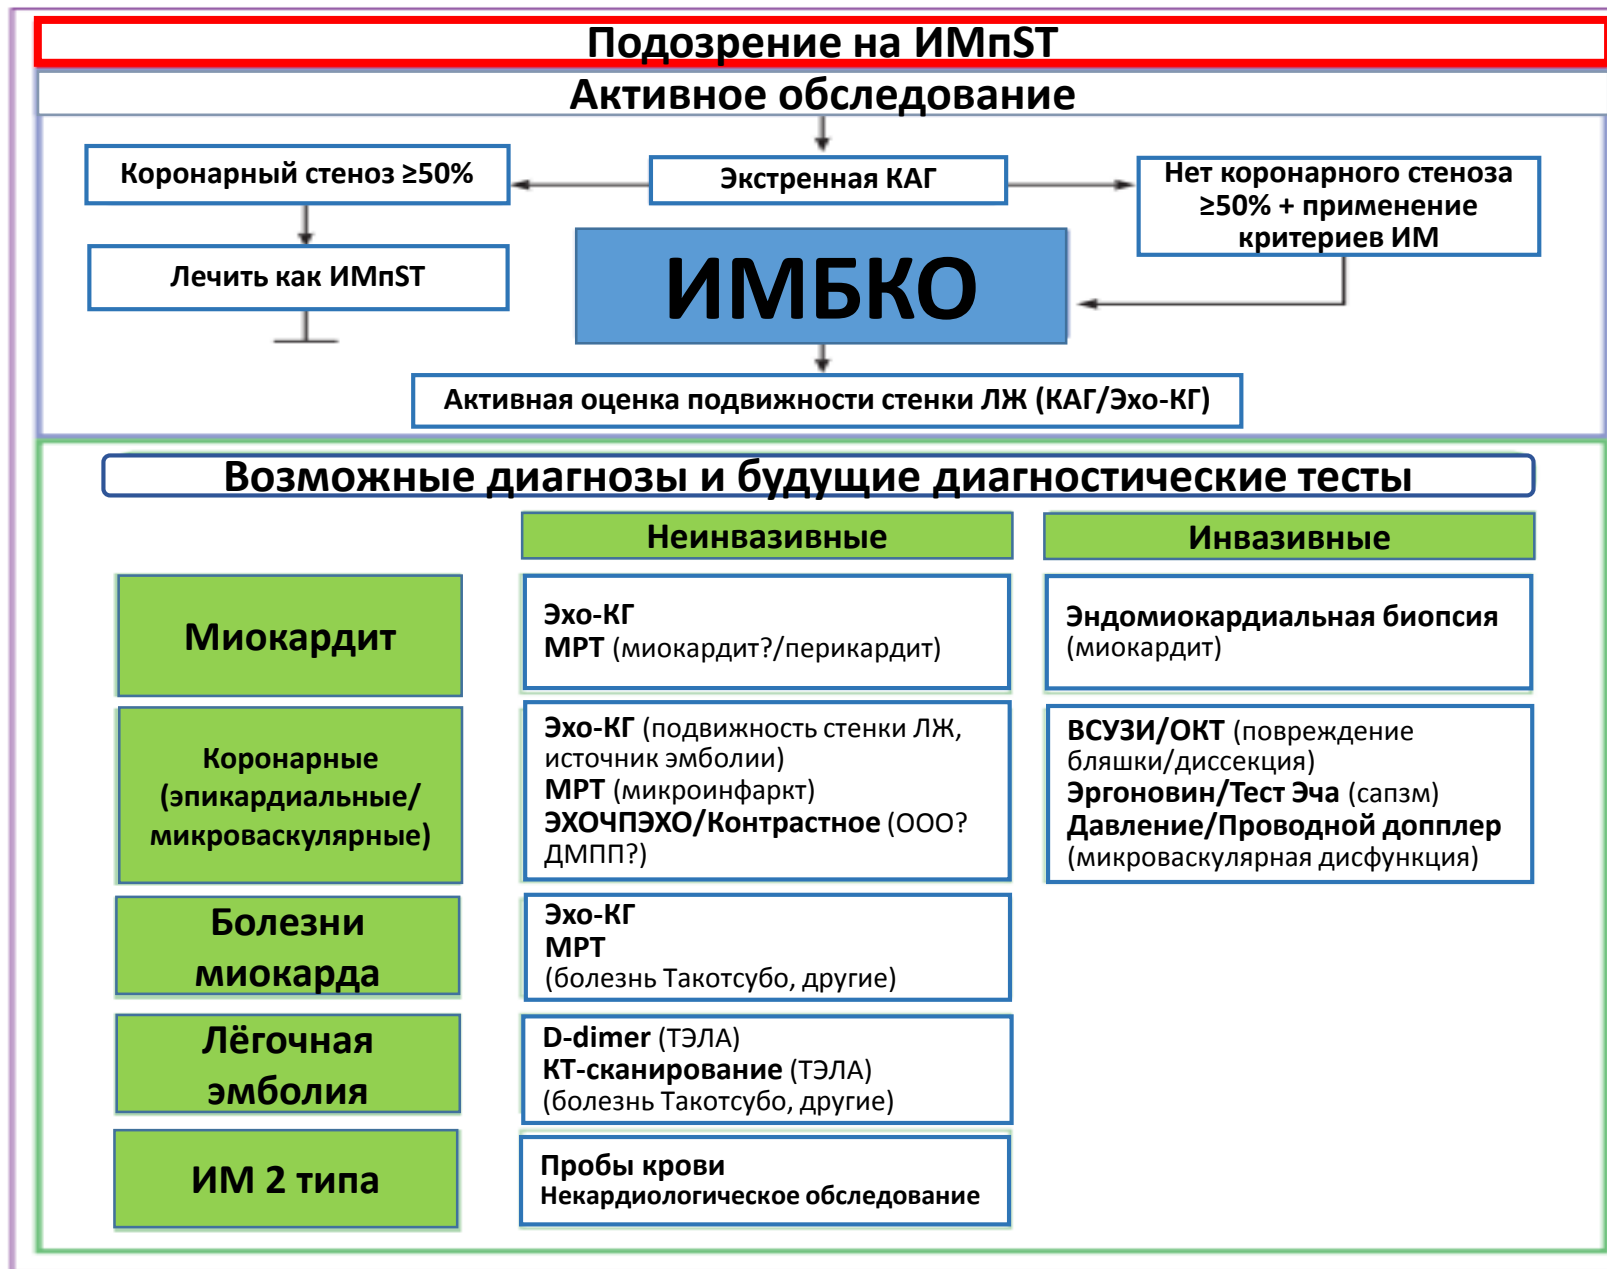 Подозрение на ИМпST
Активное обследование
Коронарный стеноз ≥50%
Экстренная КАГ
Нет коронарного стеноза
≥50% + применение
критериев ИМ
Лечить как ИМпST
ИМБКО
Активная оценка подвижности стенки ЛЖ (КАГ/Эхо-КГ)
Возможные диагнозы и будущие диагностические тесты
Неинвазивные
Инвазивные
Миокардит
Эхо-КГ
МРТ (миокардит?/перикардит)
Эндомиокардиальная биопсия
(миокардит)
Коронарные
(эпикардиальные/
микроваскулярные)
Эхо-КГ (подвижность стенки ЛЖ,
источник эмболии)
МРТ (микроинфаркт)
ЭХОЧПЭХО/Контрастное (ООО?
ДМПП?)
ВСУЗИ/ОКТ (повреждение
бляшки/диссекция)
Эргоновин/Тест Эча (сапзм)
Давление/Проводной допплер
(микроваскулярная дисфункция)
Болезни
миокарда
Эхо-КГ
МРТ
(болезнь Такотсубо, другие)
Лёгочная
эмболия
D-dimer (ТЭЛА)
КТ-сканирование (ТЭЛА)
(болезнь Такотсубо, другие)
ИМ 2 типа
Пробы крови
Некардиологическое обследование